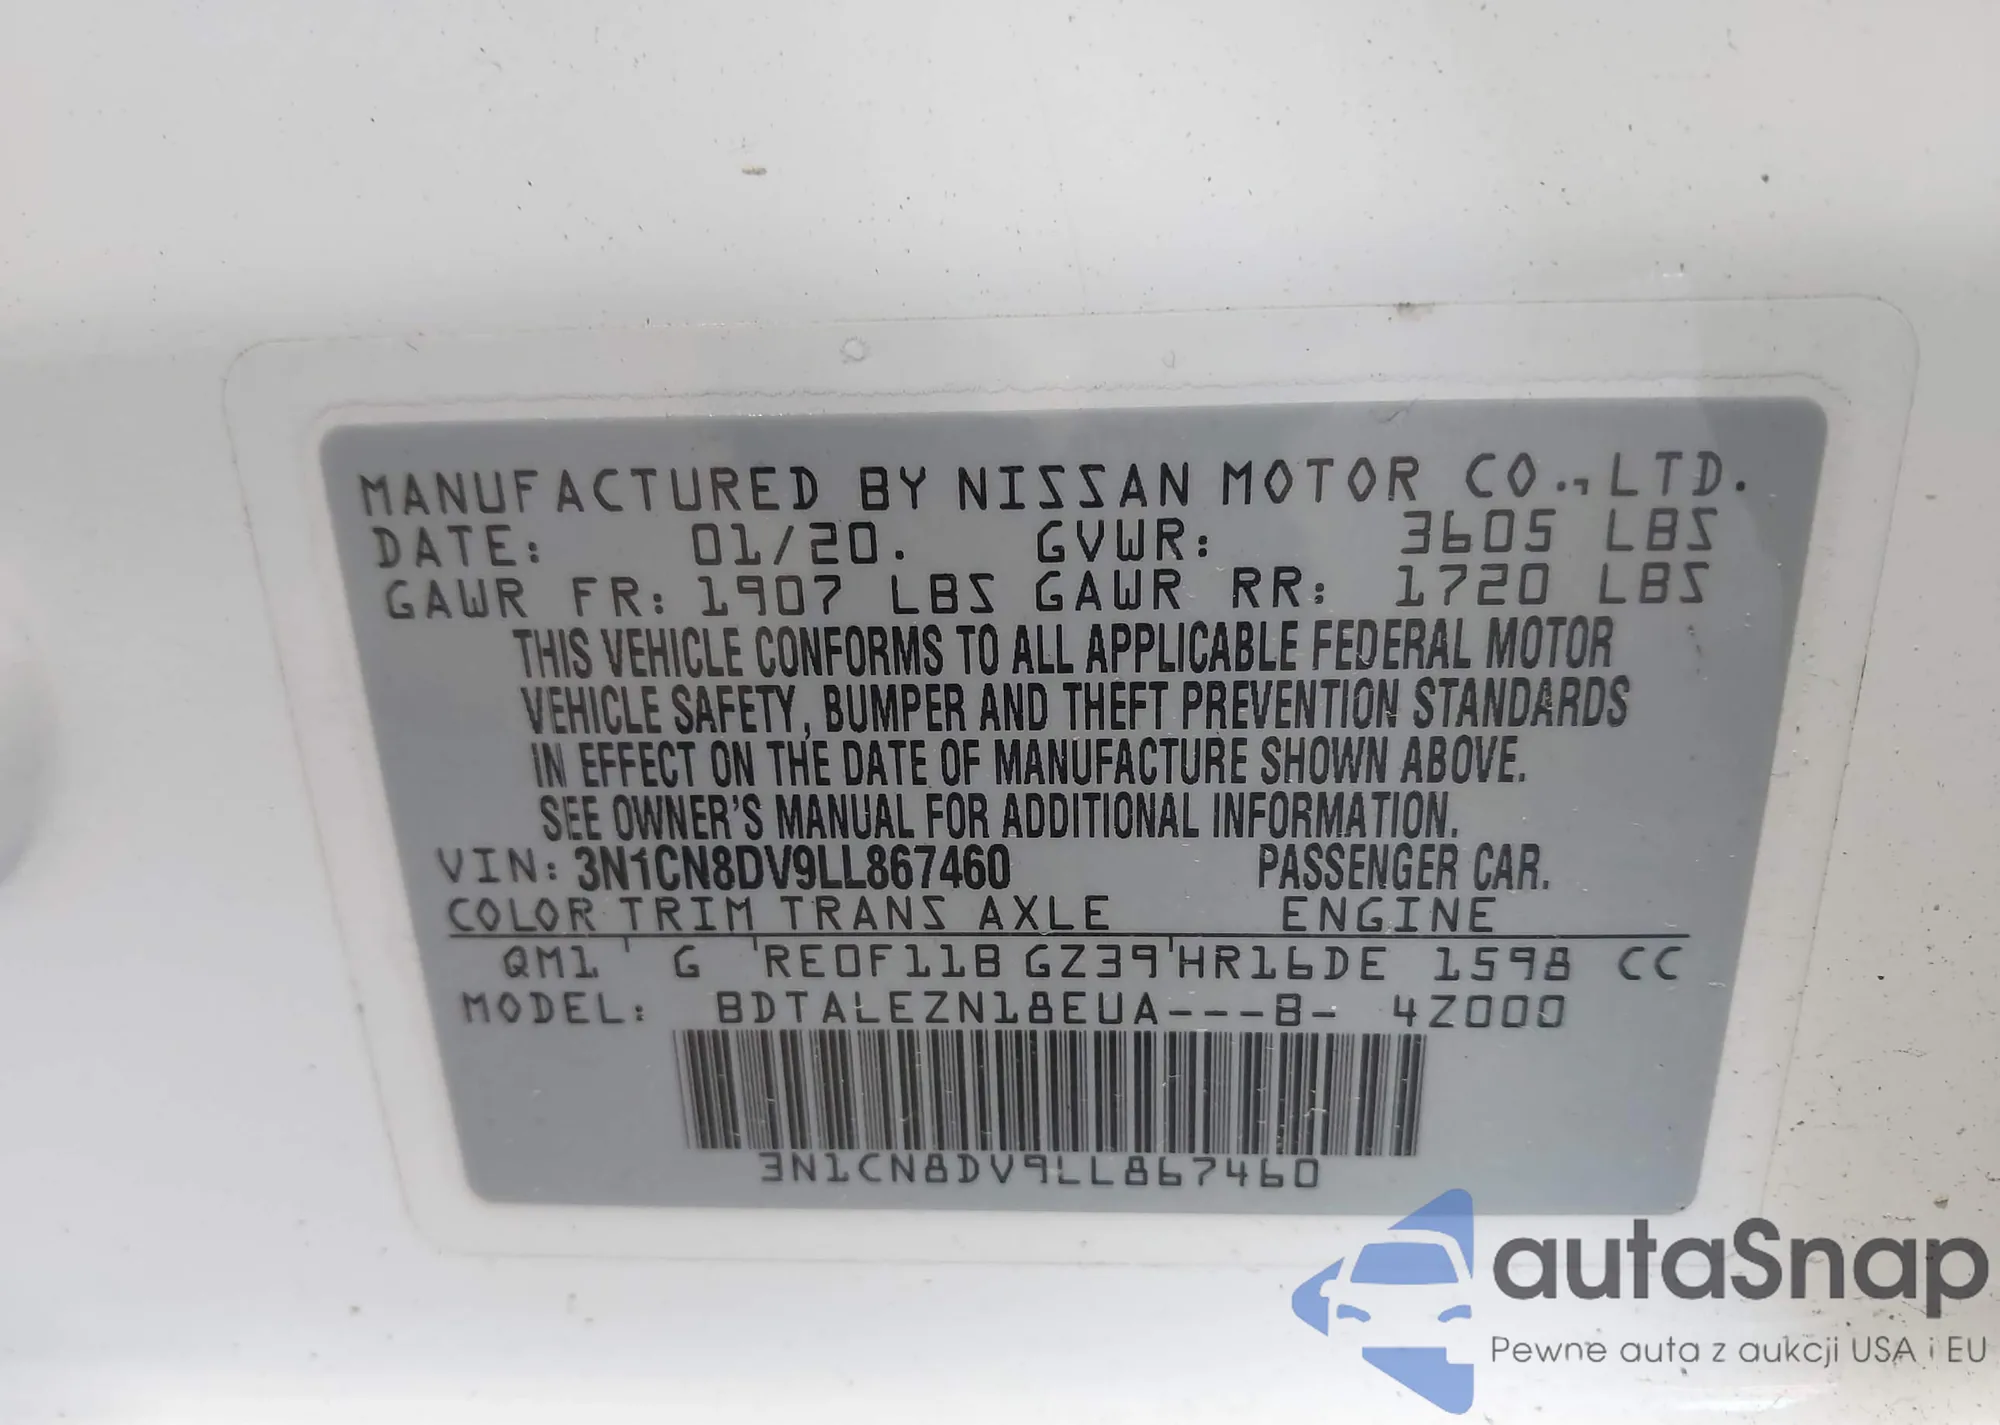 MANUFACTURED BY NISSAN MOTOR CO., LTD.
DATE: 01/20. GVWR: 3605 LBS
GAWR FR: 1907 LBS GAWR RR: 1720 LBS
THIS VEHICLE CONFORMS TO ALL APPLICABLE FEDERAL MOTOR
VEHICLE SAFETY, BUMPER AND THEFT PREVENTION STANDARDS
IN EFFECT ON THE DATE OF MANUFACTURE SHOWN ABOVE.
SEE OWNER'S MANUAL FOR ADDITIONAL INFORMATION.
VIN: 3N1CN8DV9LL867460 PASSENGER CAR.
COLOR TRIM TRANS AXLE ENGINE
QM1 G RE0F11B GZ39 HR16DE 1598 CC
MODEL: BDTALEZN18EUA---B- 4Z000
3N1CN8DV9LL867460
autaSnap
Pewne auta z aukcji USA i EU